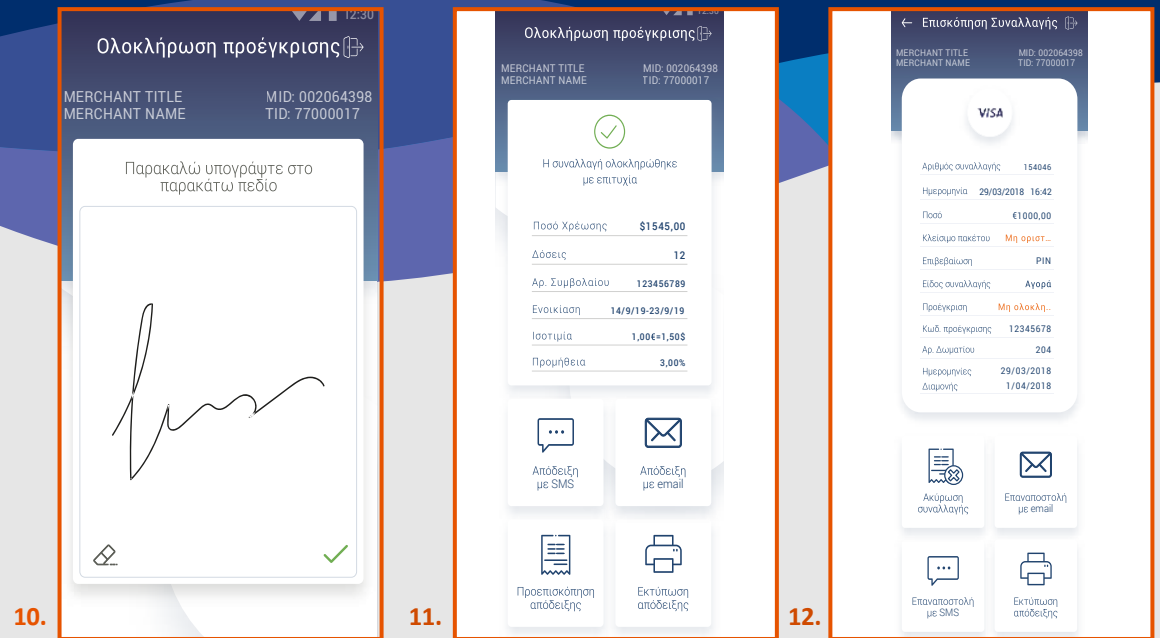 12:30
Ολοκλήρωση προέγκρισης
MERCHANT TITLE MID: 002064398
MERCHANT NAME TID: 77000017
Παρακαλώ υπογράψτε στο
παρακάτω πεδίο
10.
12:30
Ολοκλήρωση προέγκρισης
MERCHANT TITLE MID: 002064398
MERCHANT NAME TID: 77000017
Η συναλλαγή ολοκληρώθηκε
με επιτυχία
Ποσό Χρέωσης $1545,00
Δόσεις 12
Αρ. Συμβολαίου 123456789
Ενοικίαση 14/9/19-23/9/19
Ισοτιμία 1,00€=1,50$
Προμήθεια 3,00%
Απόδειξη
με SMS
Απόδειξη
με email
Προεπισκόπηση
απόδειξης
Εκτύπωση
απόδειξης
11.
Επισκόπηση Συναλλαγής
MERCHANT TITLE MID: 002064398
MERCHANT NAME TID: 77000017
VISA
Αριθμός συναλλαγής 154046
Ημερομηνία 29/03/2018 16:42
Ποσό €1000,00
Κλείσιμο πακέτου Μη οριστ...
Επιβεβαίωση PIN
Είδος συναλλαγής Αγορά
Προέγκριση Μη ολοκλη..
Κωδ. προέγκρισης 12345678
Αρ. Δωματίου 204
Ημερομηνίες 29/03/2018
Διαμονής 1/04/2018
Ακύρωση
συναλλαγής
Επαναποστολή
με email
Επαναποστολή
με SMS
Εκτύπωση
απόδειξης
12.